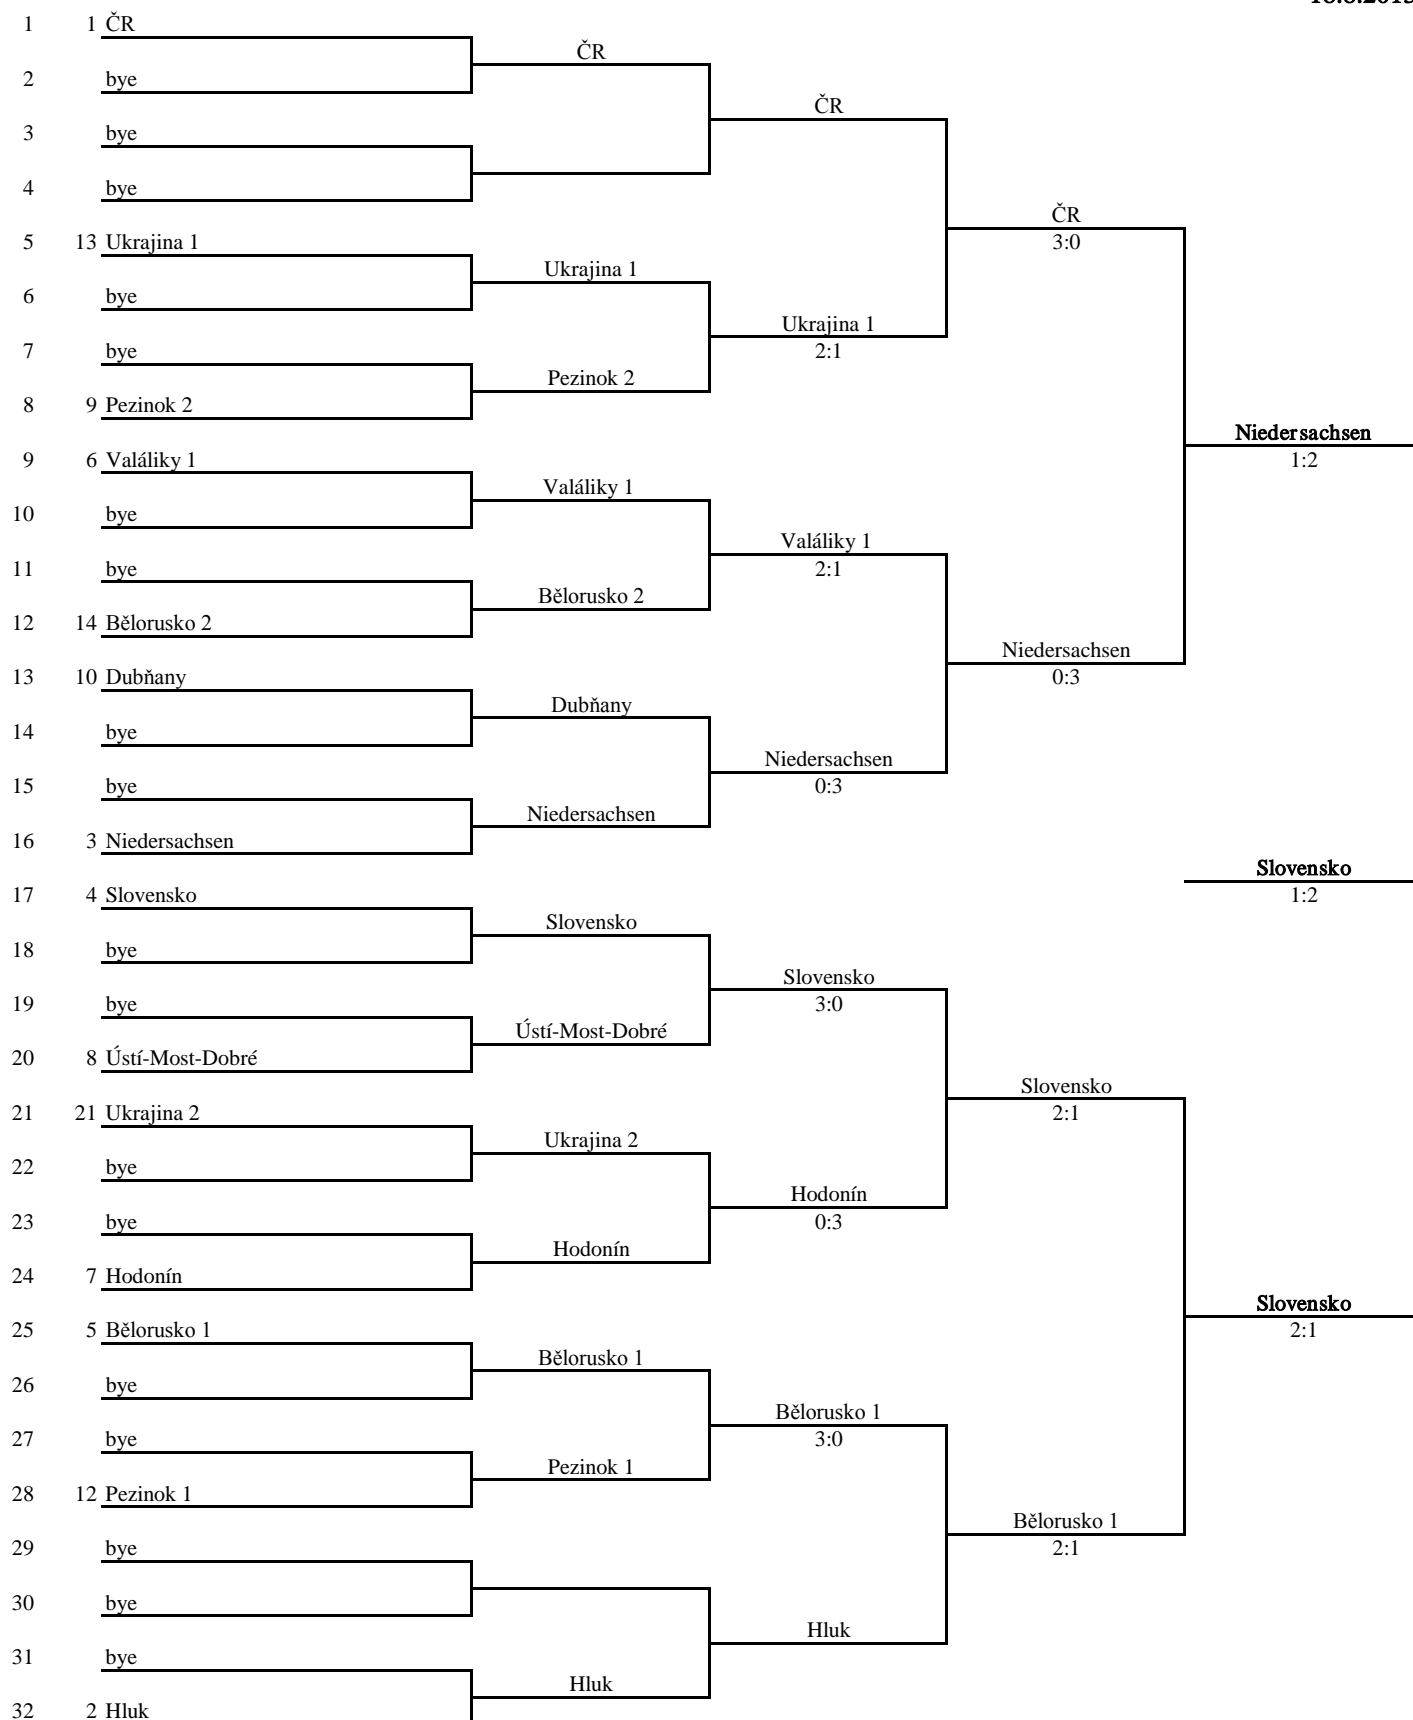 1 1 ČR
ČR
2 bye
ČR
3 bye
4 bye
ČR
5 13 Ukrajina 1
3:0
Ukrajina 1
6 bye
Ukrajina 1
7 bye
2:1
Pezinok 2
8 9 Pezinok 2
Niedersachsen
9 6 Valáliky 1
1:2
Valáliky 1
10 bye
Valáliky 1
11 bye
2:1
Bělorusko 2
12 14 Bělorusko 2
Niedersachsen
13 10 Dubňany
0:3
Dubňany
14 bye
Niedersachsen
15 bye
0:3
Niedersachsen
16 3 Niedersachsen
Slovensko
17 4 Slovensko
1:2
Slovensko
18 bye
Slovensko
19 bye
3:0
Ústí-Most-Dobré
20 8 Ústí-Most-Dobré
Slovensko
21 21 Ukrajina 2
2:1
Ukrajina 2
22 bye
Hodonín
23 bye
0:3
Hodonín
24 7 Hodonín
Slovensko
25 5 Bělorusko 1
2:1
Bělorusko 1
26 bye
Bělorusko 1
27 bye
3:0
Pezinok 1
28 12 Pezinok 1
Bělorusko 1
29 bye
2:1
30 bye
Hluk
31 bye
Hluk
32 2 Hluk